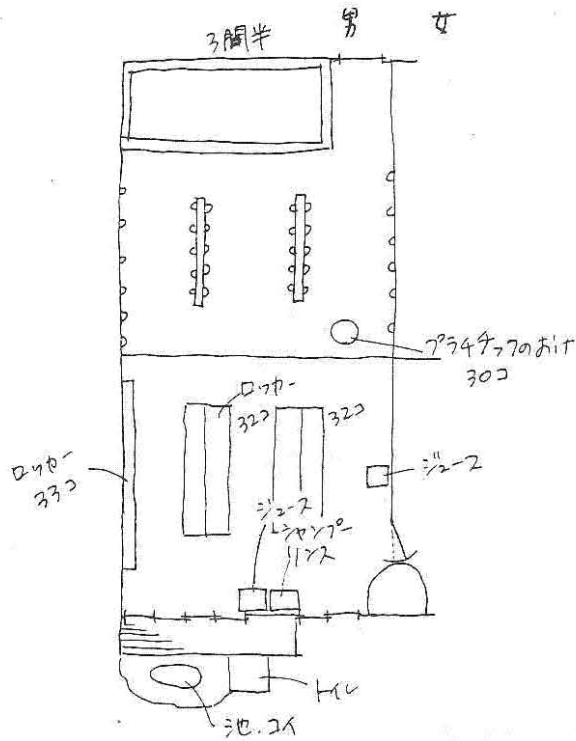 3間半
男
女
プラスチックのおけ
30コ
ロッカー
32コ
32コ
ロッカー
33コ
ジュース
ジュース
シャンプー
リンス
トイレ
池.コイ